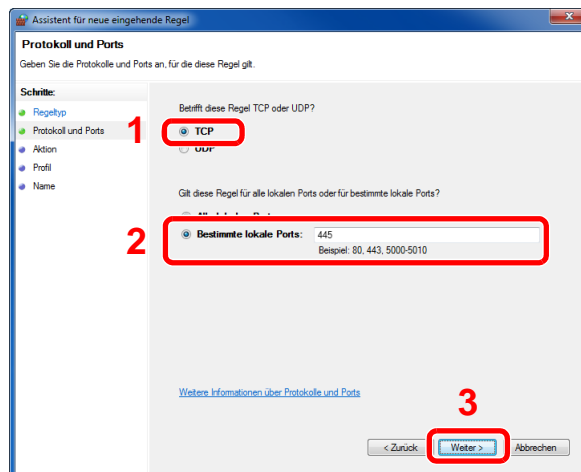 Assistent für neue eingehende Regel
Protokoll und Ports
Geben Sie die Protokolle und Ports an, für die diese Regel gilt.
Schritte:
Regeltyp
Protokoll und Ports
Aktion
Profil
Name
Betrifft diese Regel TCP oder UDP?
1
TCP
UDP
Gilt diese Regel für alle lokalen Ports oder für bestimmte lokale Ports?
2
Bestimmte lokale Ports: 445
Beispiel: 80, 443, 5000-5010
Weitere Informationen über Protokolle und Ports
3
< Zurück Weiter > Abbrechen